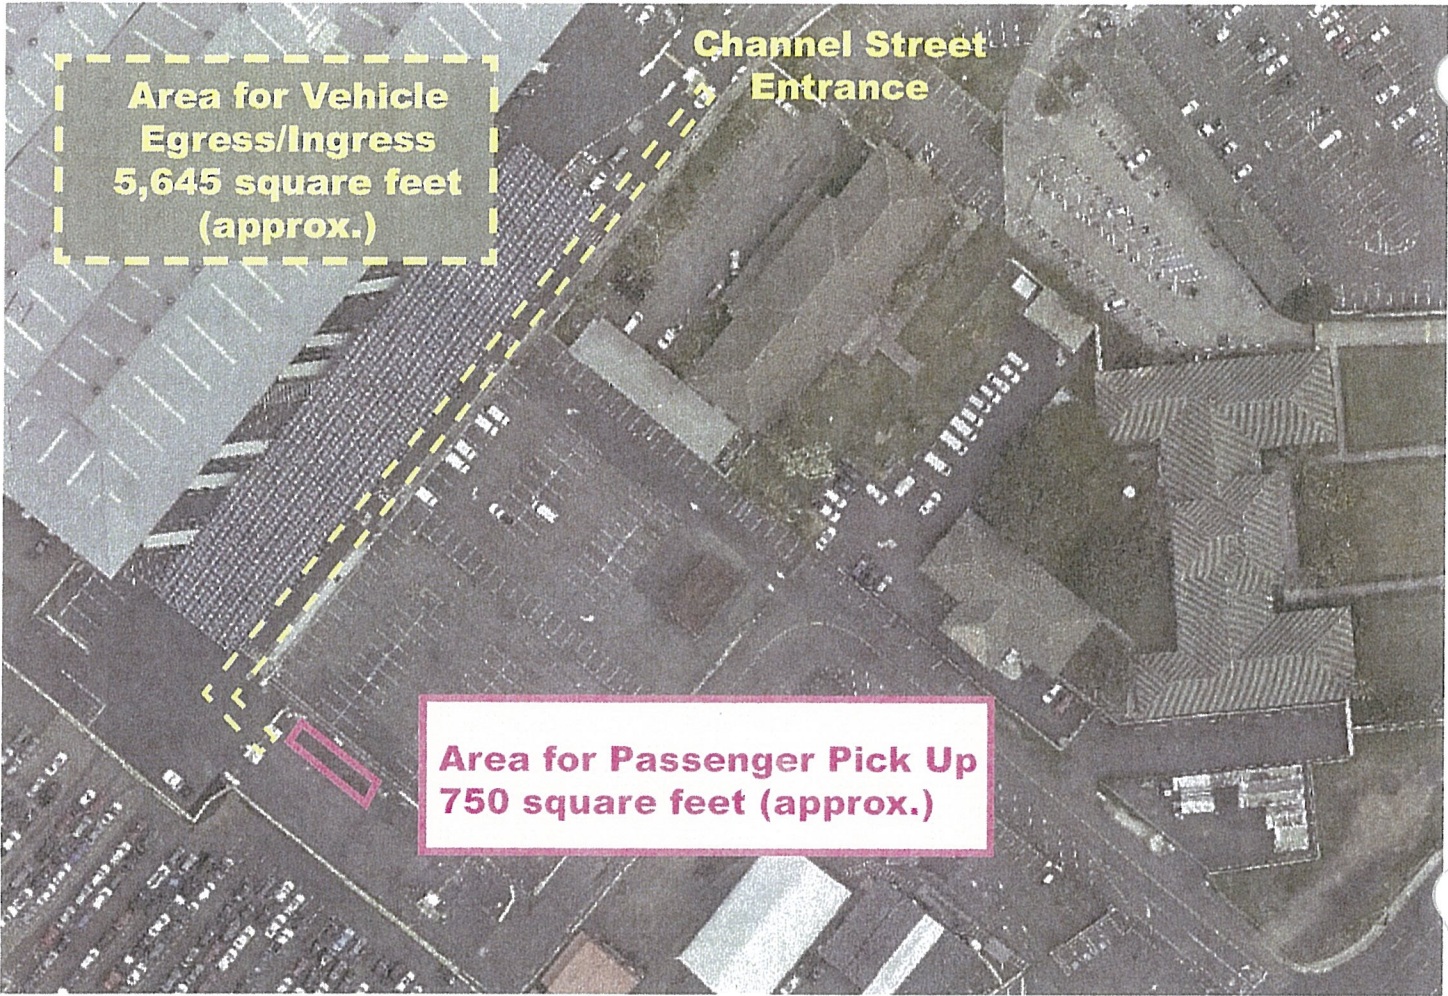 Channel Street
Entrance
Area for Vehicle
Egress/Ingress
5,645 square feet
(approx.)
Area for Passenger Pick Up
750 square feet (approx.)